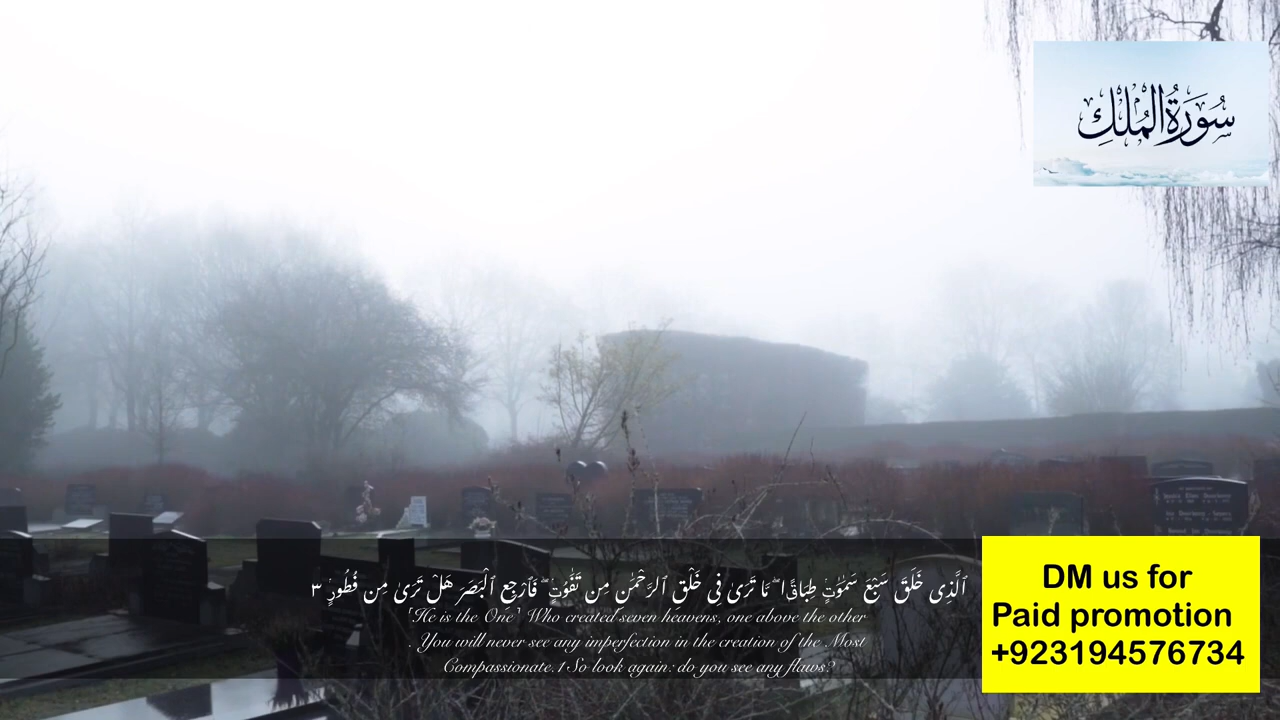 سُورَةُ الْمُلْكِ
ٱلَّذِى خَلَقَ سَبْعَ سَمَٰوَٰتٍۢ طِبَاقًۭا ۖ مَّا تَرَىٰ فِى خَلْقِ ٱلرَّحْمَٰنِ مِن تَفَٰوُتٍۢ ۖ فَٱرْجِعِ ٱلْبَصَرَ هَلْ تَرَىٰ مِن فُطُورٍۢ ٣
'He is the One' Who created seven heavens, one above the other
. You will never see any imperfection in the creation of the Most
Compassionate.1 So look again: do you see any flaws?
DM us for
Paid promotion
+923194576734